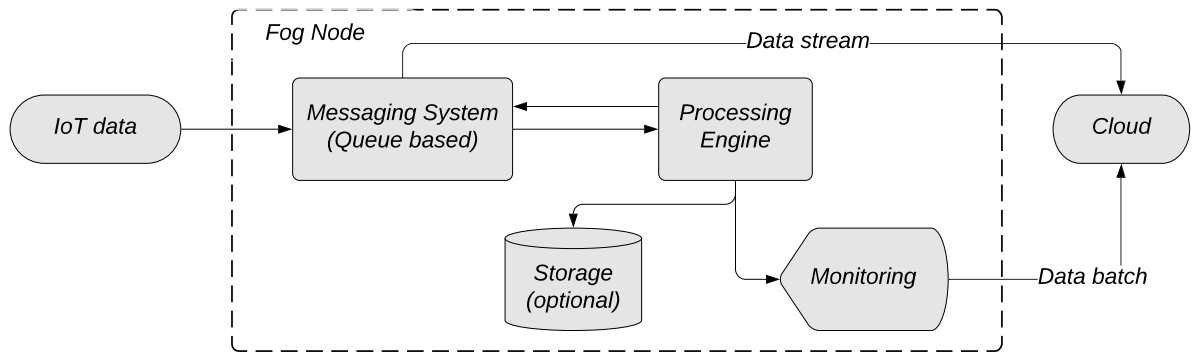 Fog Node
Data stream
IoT data
Messaging System
(Queue based)
Processing
Engine
Cloud
Storage
(optional)
Monitoring
Data batch